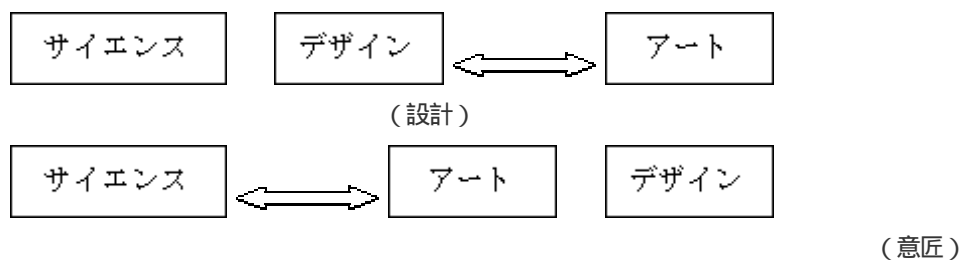 サイエンス デザイン アート
(設計)
サイエンス アート デザイン
(意匠)